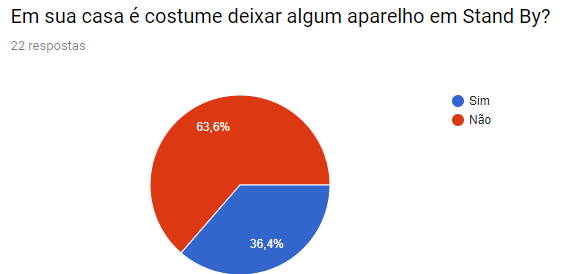 Em sua casa é costume deixar algum aparelho em Stand By?
22 respostas
Sim
Não
63,6%
36,4%